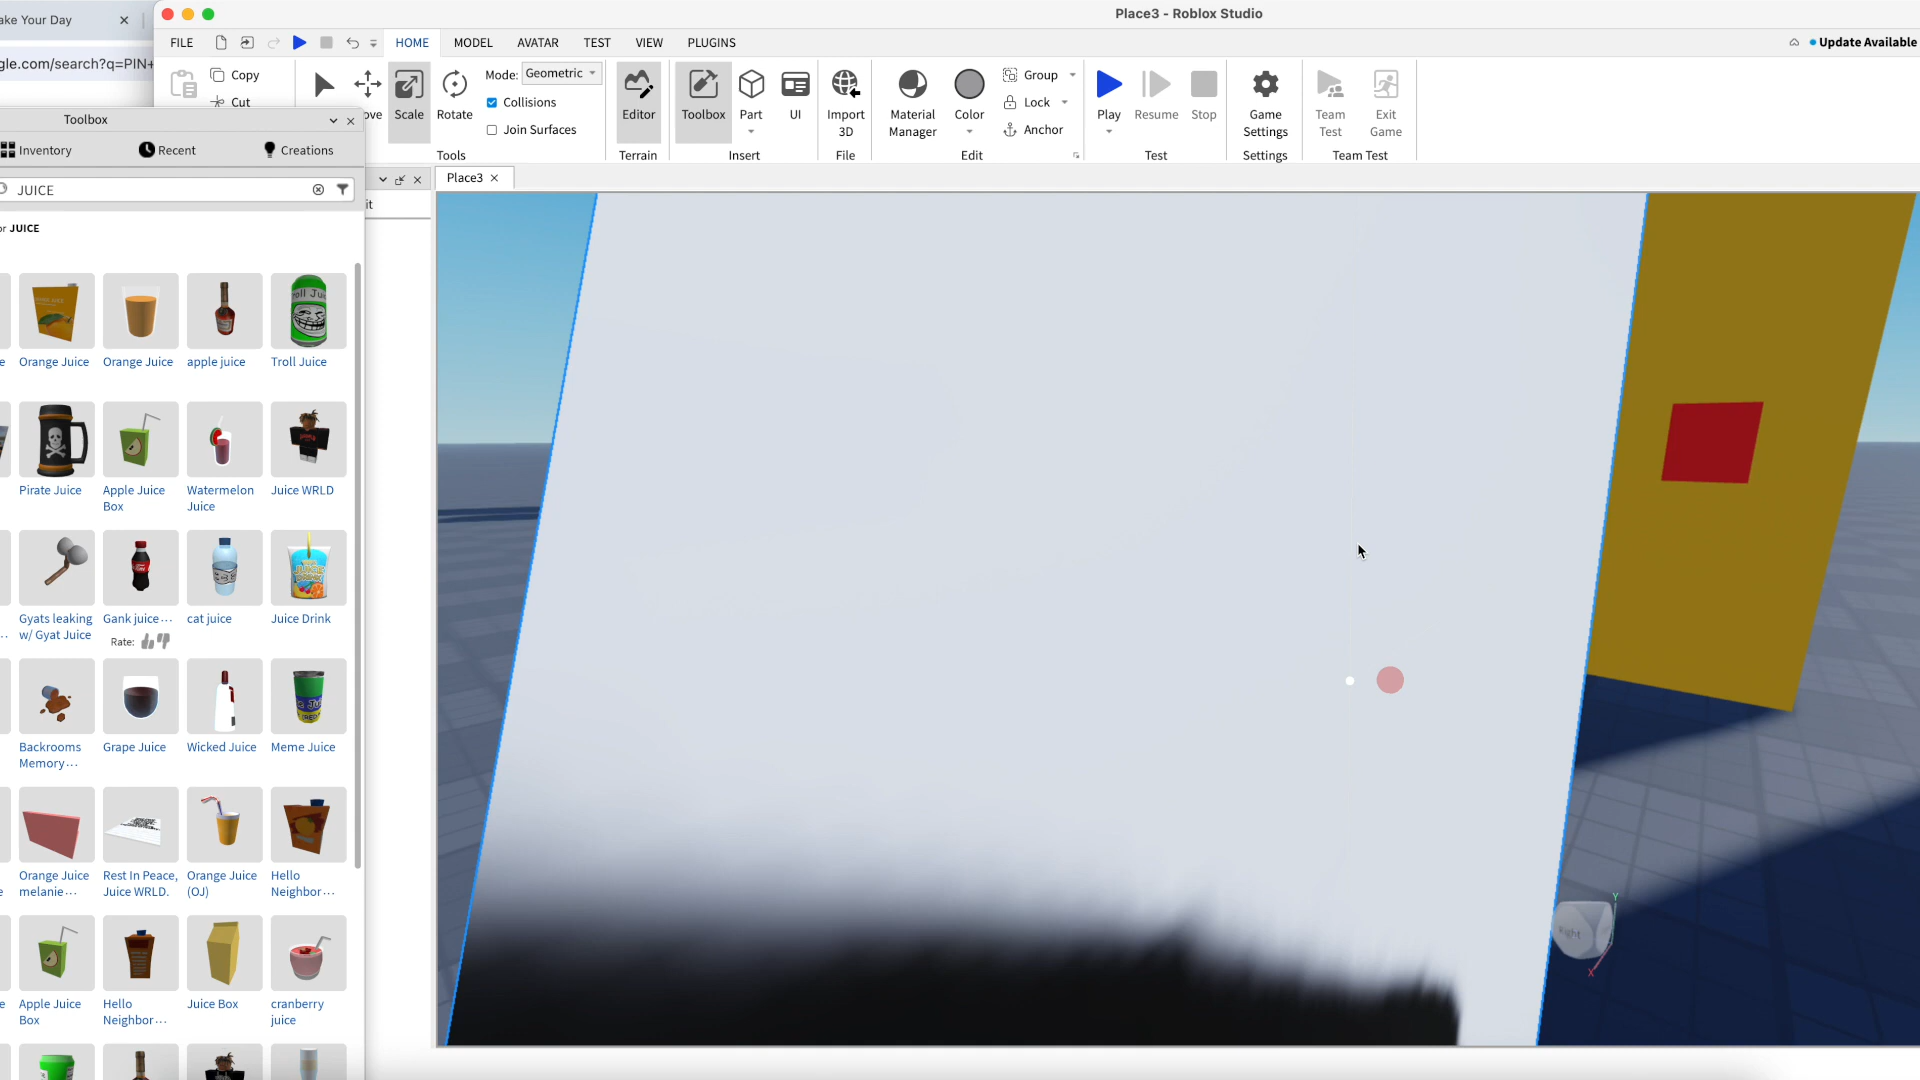 ake Your Day
Place3 - Roblox Studio
FILE
HOME
MODEL
AVATAR
TEST
VIEW
PLUGINS
Update Available
gle.com/search?q=PIN+
Copy
Cut
ove
Scale
Rotate
Mode: Geometric
Collisions
Join Surfaces
Tools
Editor
Terrain
Toolbox
Part
UI
Insert
Import
3D
File
Material
Manager
Color
Group
Lock
Anchor
Edit
Play
Resume
Stop
Test
Game
Settings
Settings
Team
Test
Exit
Game
Team Test
Toolbox
Inventory
Recent
Creations
Place3
JUICE
it
or JUICE
Orange Juice
Orange Juice
apple juice
Troll Juice
Pirate Juice
Apple Juice
Box
Watermelon
Juice
Juice WRLD
Gyats leaking
w/ Gyat Juice
Gank juice...
Rate:
cat juice
Juice Drink
Backrooms
Memory...
Grape Juice
Wicked Juice
Meme Juice
Orange Juice
melanie...
Rest In Peace,
Juice WRLD.
Orange Juice
(OJ)
Hello
Neighbor...
Apple Juice
Box
Hello
Neighbor...
Juice Box
cranberry
juice
Right
Y
X